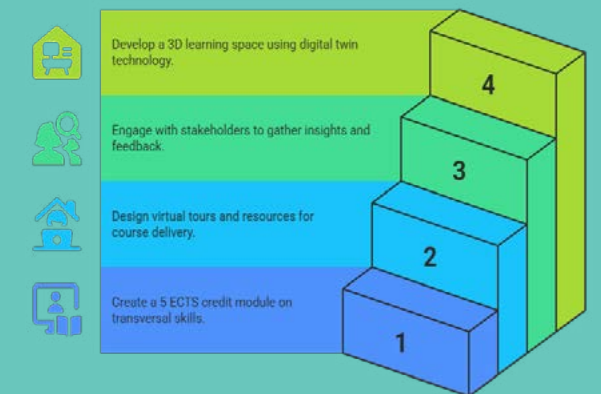 Develop a 3D learning space using digital twin
technology.
4
Engage with stakeholders to gather insights and
feedback.
3
Design virtual tours and resources for
course delivery.
2
Create a 5 ECTS credit module on
transversal skills.
1